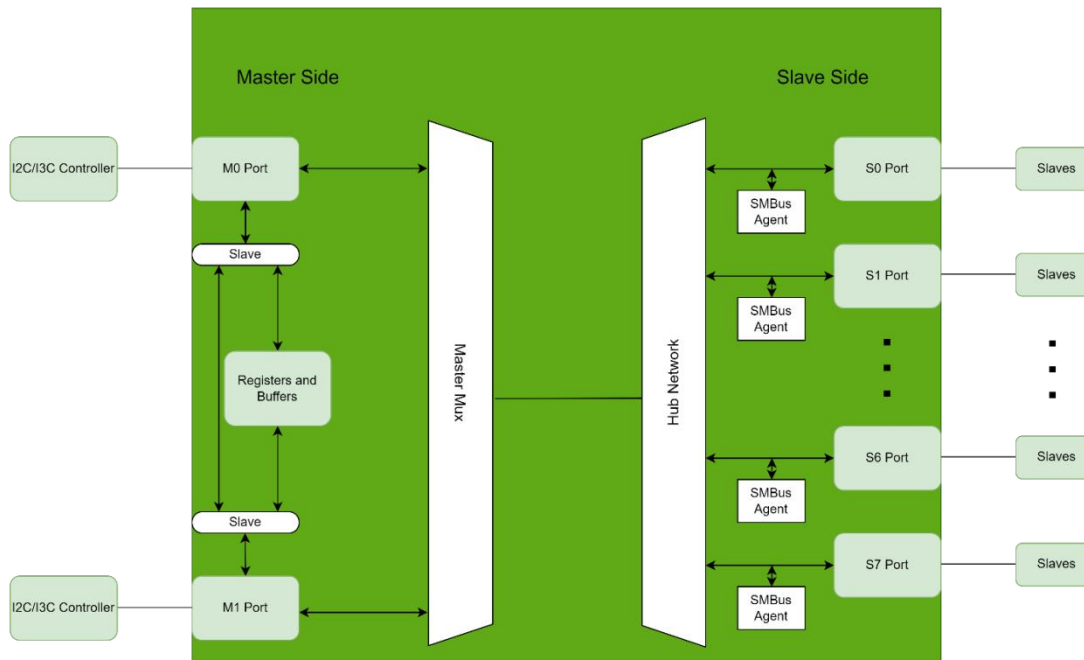 Master Side
Slave Side
I2C/I3C Controller
M0 Port
S0 Port
Slaves
SMBus
Agent
Slave
S1 Port
Slaves
SMBus
Agent
Registers and
Buffers
Master Mux
Hub Network
S6 Port
Slaves
SMBus
Agent
Slave
S7 Port
Slaves
I2C/I3C Controller
M1 Port
SMBus
Agent